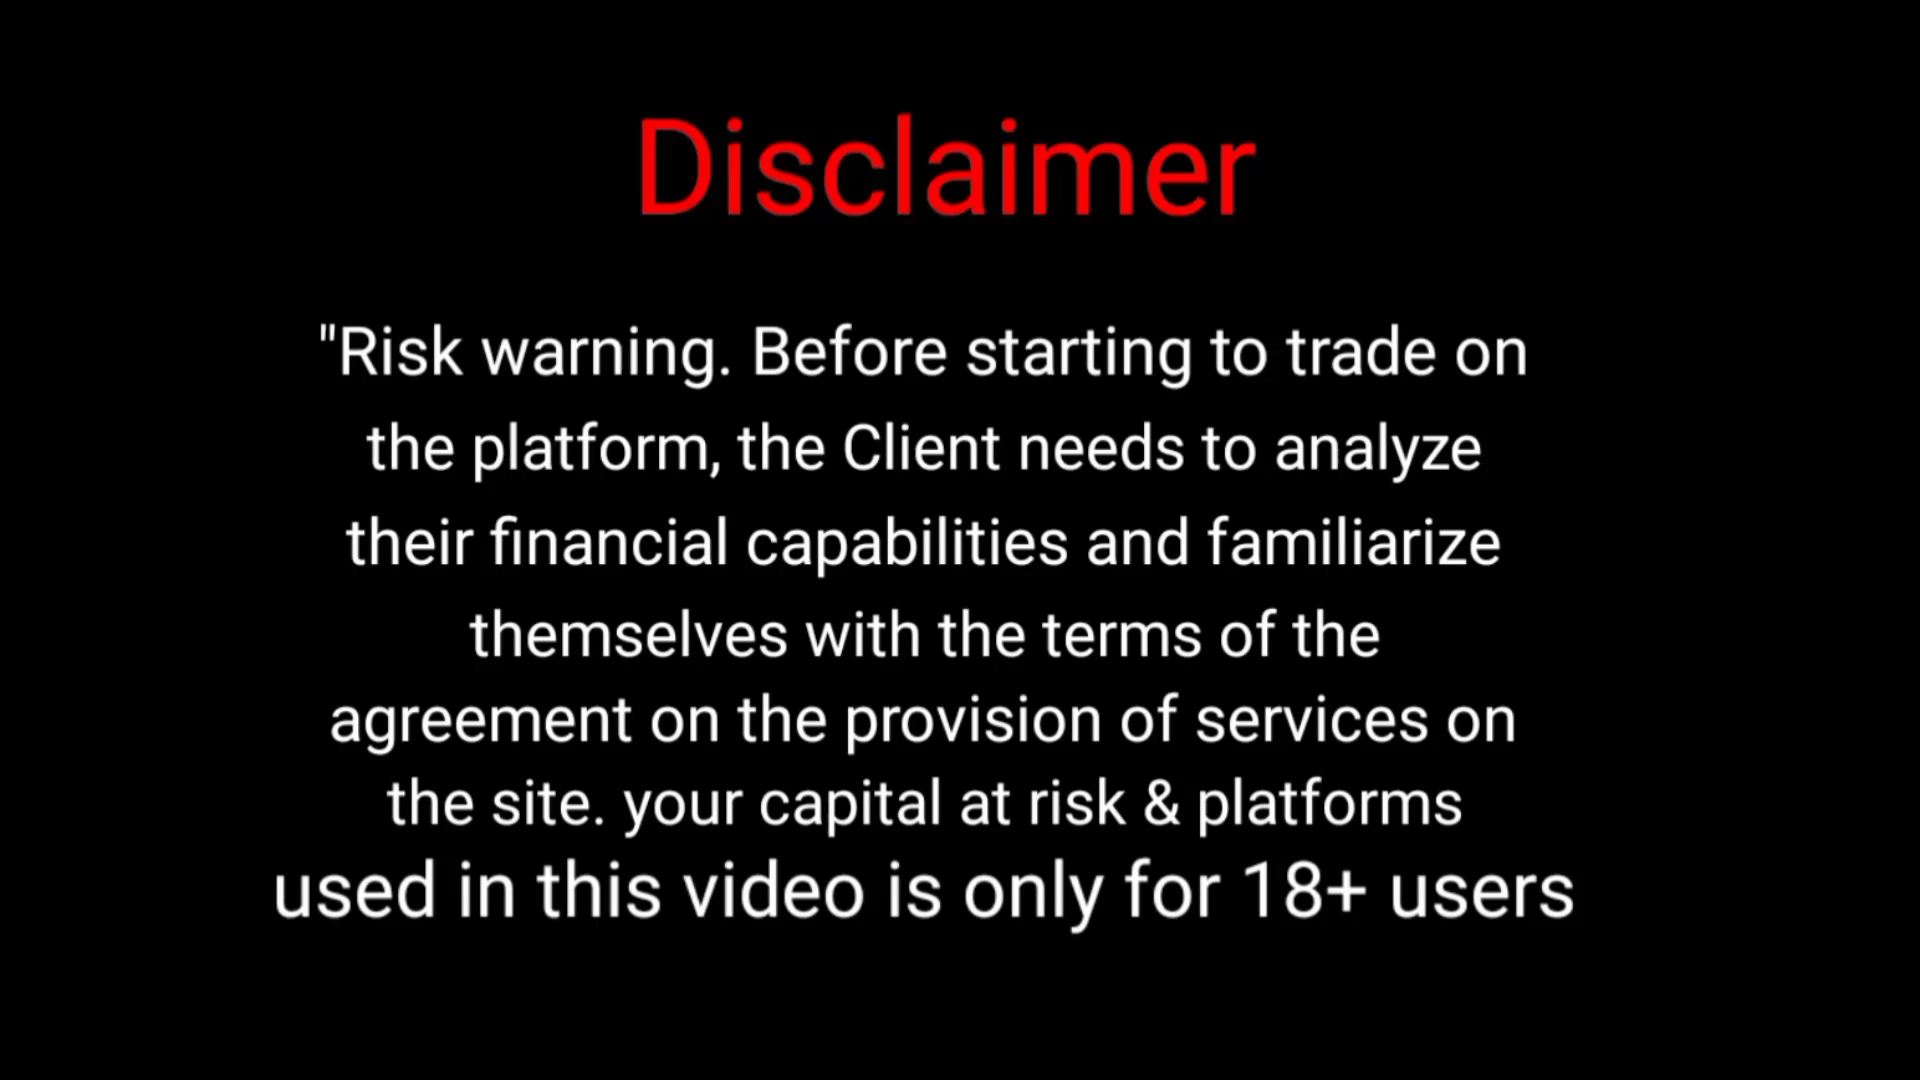 Disclaimer
"Risk warning. Before starting to trade on
the platform, the Client needs to analyze
their financial capabilities and familiarize
themselves with the terms of the
agreement on the provision of services on
the site. your capital at risk & platforms
used in this video is only for 18+ users